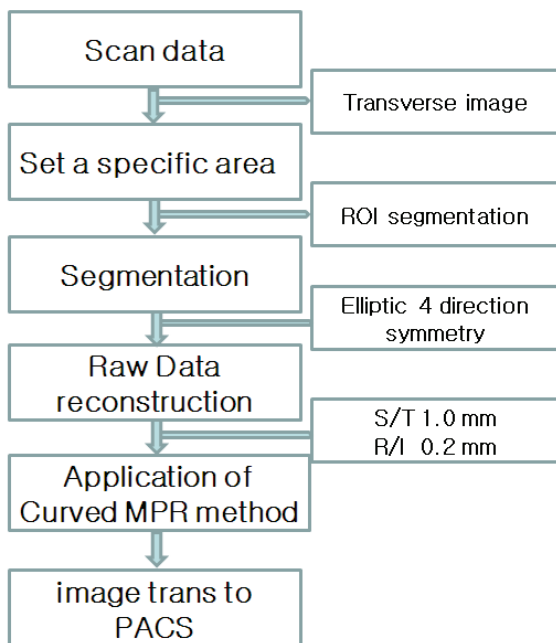 Scan data
Transverse image
Set a specific area
ROI segmentation
Segmentation
Elliptic 4 direction
symmetry
Raw Data
reconstruction
S/T 1.0 mm
R/I 0.2 mm
Application of
Curved MPR method
image trans to
PACS